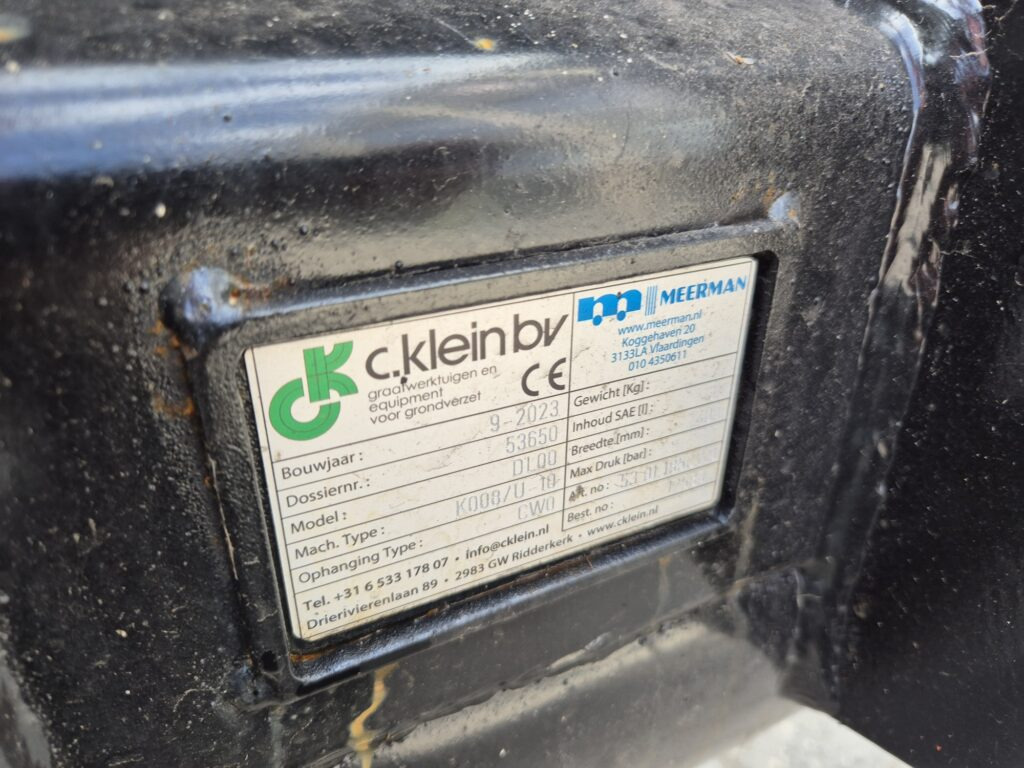 CK c.klein bv
graafwerktuigen en
equipment
voor grondverzet
CE
MEERMAN
www.meerman.nl
Koggehaven 20
3133LA Vlaardingen
010 4350611
Bouwjaar : 9-2023
Dossiernr. : 53650
Model : DLQ0
Mach. Type : K008/U-10
Ophanging Type : CW0
Gewicht [Kg] :
Inhoud SAE [l] :
Breedte.[mm] :
Max Druk [bar] :
Art. no :
Best. no :
Tel. +31 6 533 178 07 • info@cklein.nl
Drierivierenlaan 89 • 2983 GW Ridderkerk • www.cklein.nl